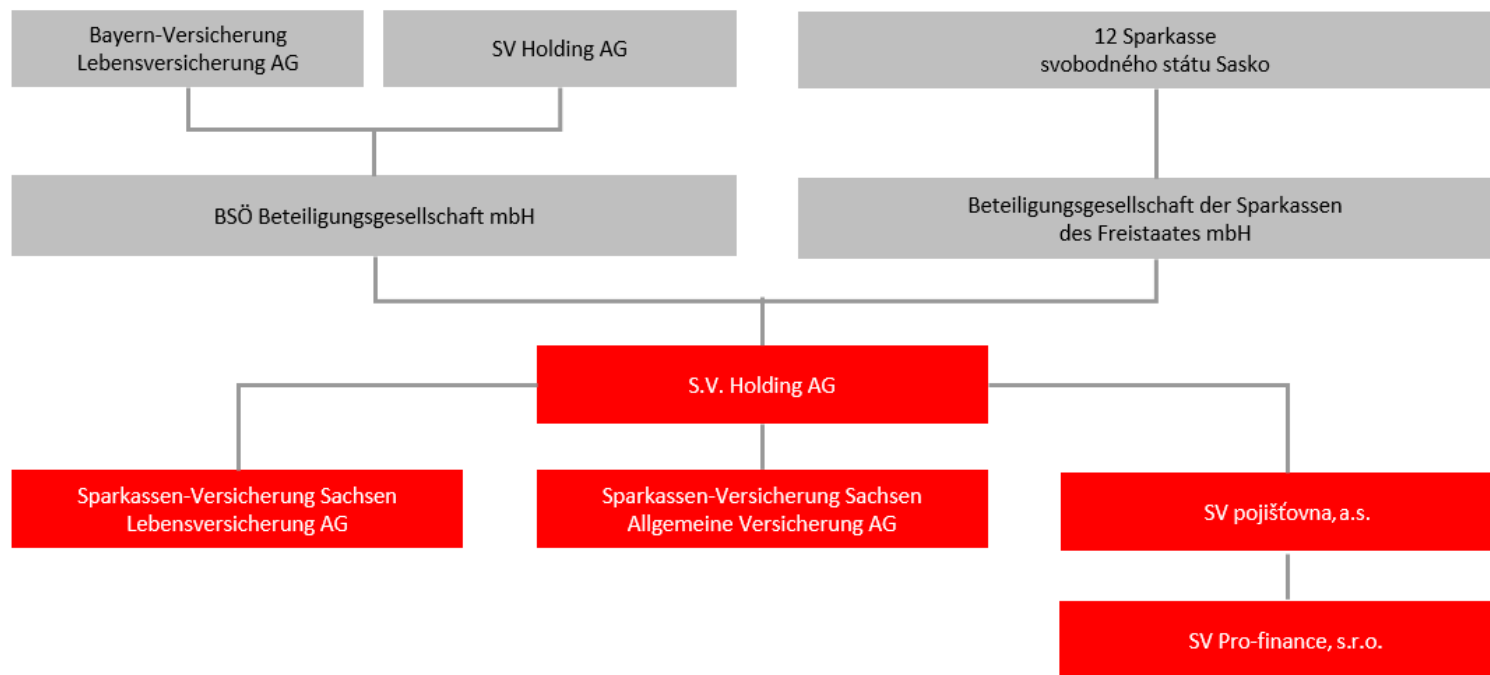 Bayern-Versicherung
Lebensversicherung AG
SV Holding AG
12 Sparkasse
svobodného státu Sasko
BSÖ Beteiligungsgesellschaft mbH
Beteiligungsgesellschaft der Sparkassen
des Freistaates mbH
S.V. Holding AG
Sparkassen-Versicherung Sachsen
Lebensversicherung AG
Sparkassen-Versicherung Sachsen
Allgemeine Versicherung AG
SV pojišťovna, a.s.
SV Pro-finance, s.r.o.